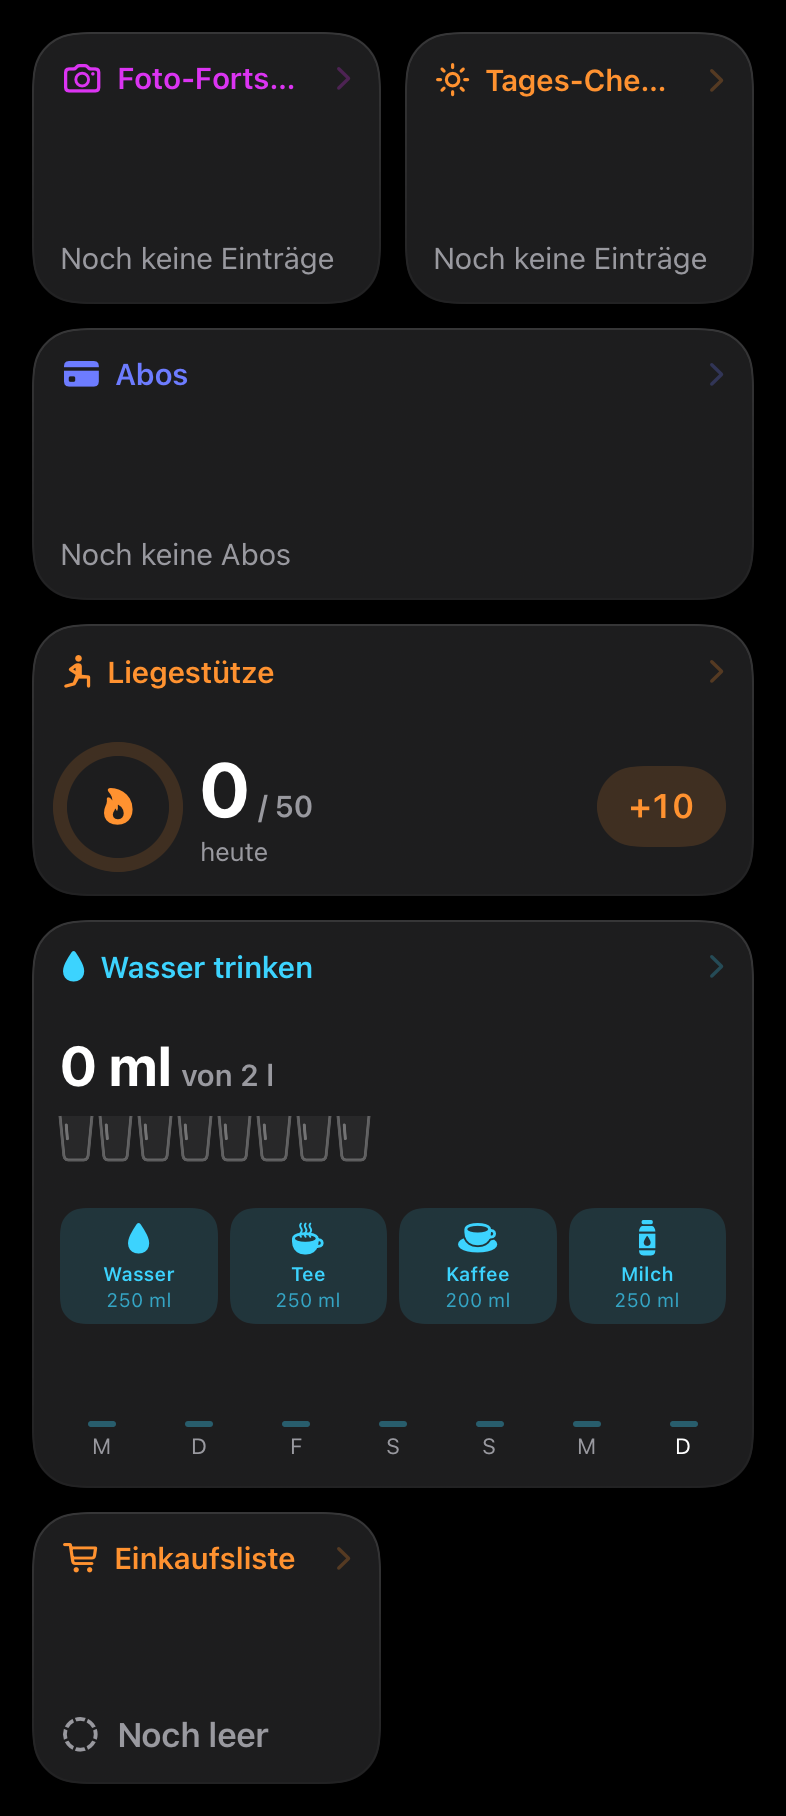 Foto-Forts...
Tages-Che...
Noch keine Einträge
Noch keine Einträge
Abos
Noch keine Abos
Liegestütze
0 / 50
heute
+10
Wasser trinken
0 ml von 2 l
Wasser
250 ml
Tee
250 ml
Kaffee
200 ml
Milch
250 ml
M D F S S M D
Einkaufsliste
Noch leer